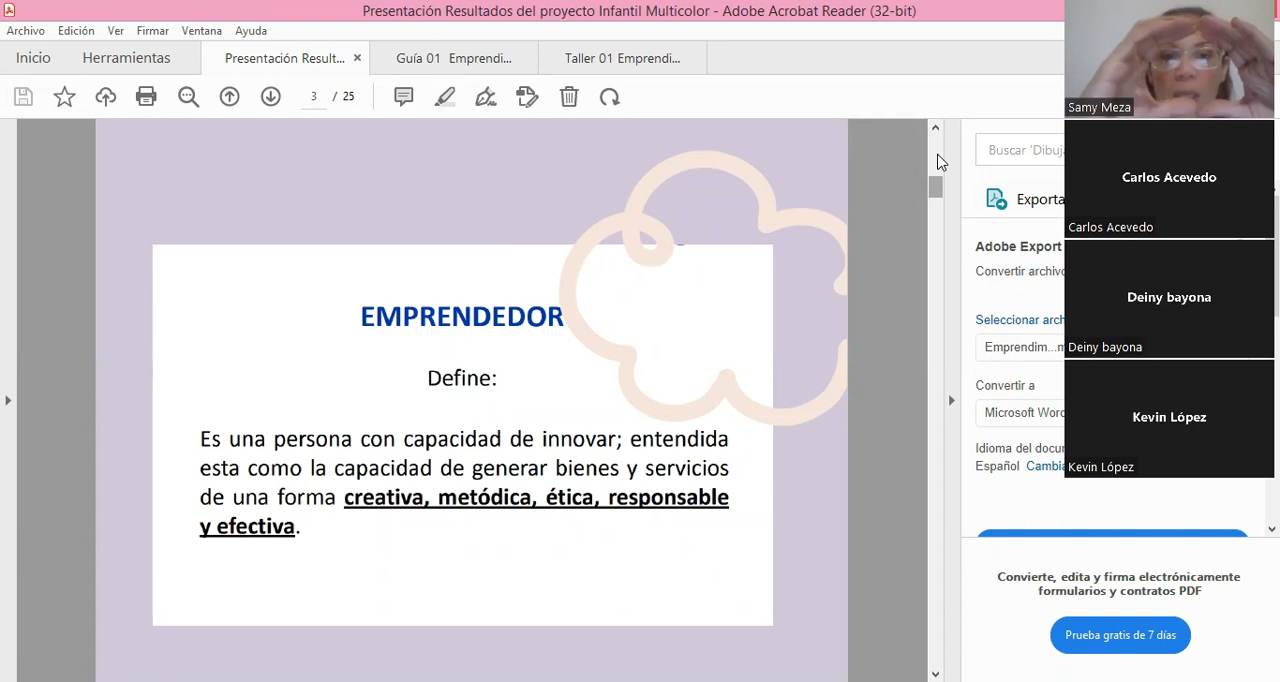 Presentación Resultados del proyecto Infantil Multicolor - Adobe Acrobat Reader (32-bit)
Archivo Edición Ver Firmar Ventana Ayuda
Inicio Herramientas Presentación Result... × Guía 01 Emprendi... Taller 01 Emprendi...
3 / 25
EMPRENDEDOR
Define:
Es una persona con capacidad de innovar; entendida
esta como la capacidad de generar bienes y servicios
de una forma creativa, metódica, ética, responsable
y efectiva.
Buscar 'Dibuja
Exporta
Adobe Export
Convertir archivo
Seleccionar arch
Emprendim...m
Convertir a
Microsoft Word
Idioma del docum
Español Cambia
Convierte, edita y firma electrónicamente
formularios y contratos PDF
Prueba gratis de 7 días
Samy Meza
Carlos Acevedo
Carlos Acevedo
Deiny bayona
Deiny bayona
Kevin López
Kevin López